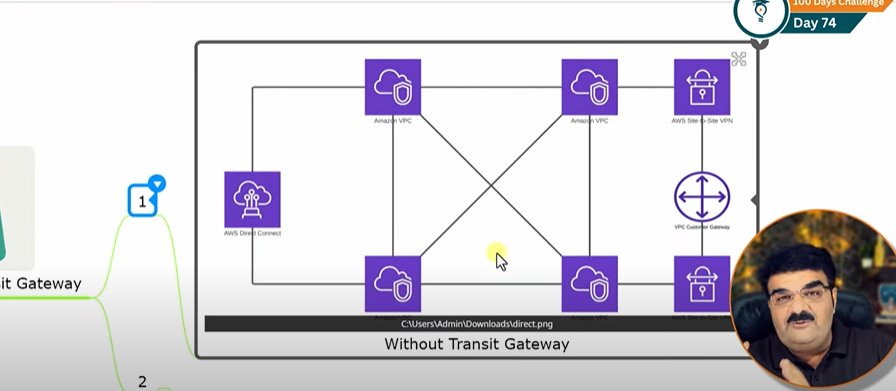 100 Days Challenge
Day 74
Amazon VPC
Amazon VPC
AWS Site-to-Site VPN
1
AWS Direct Connect
VPC Customer Gateway
it Gateway
C:\Users\Admin\Downloads\direct.png
Without Transit Gateway
2